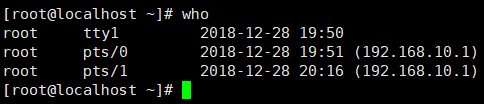 [root@localhost ~]# who
root     tty1         2018-12-28 19:50
root     pts/0        2018-12-28 19:51 (192.168.10.1)
root     pts/1        2018-12-28 20:16 (192.168.10.1)
[root@localhost ~]#